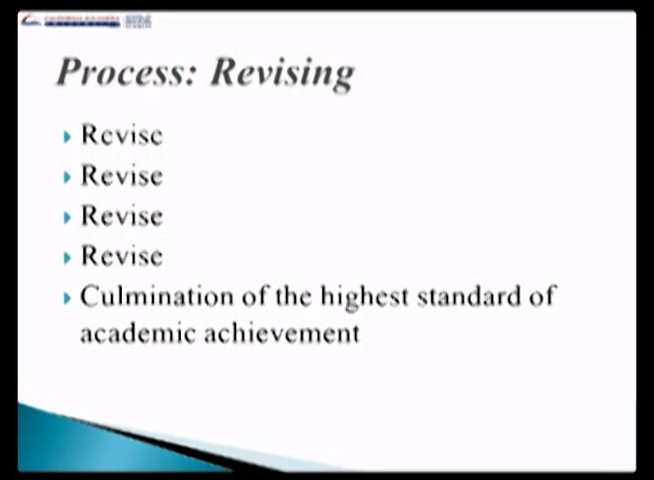 Process: Revising
Revise
Revise
Revise
Revise
Culmination of the highest standard of
academic achievement